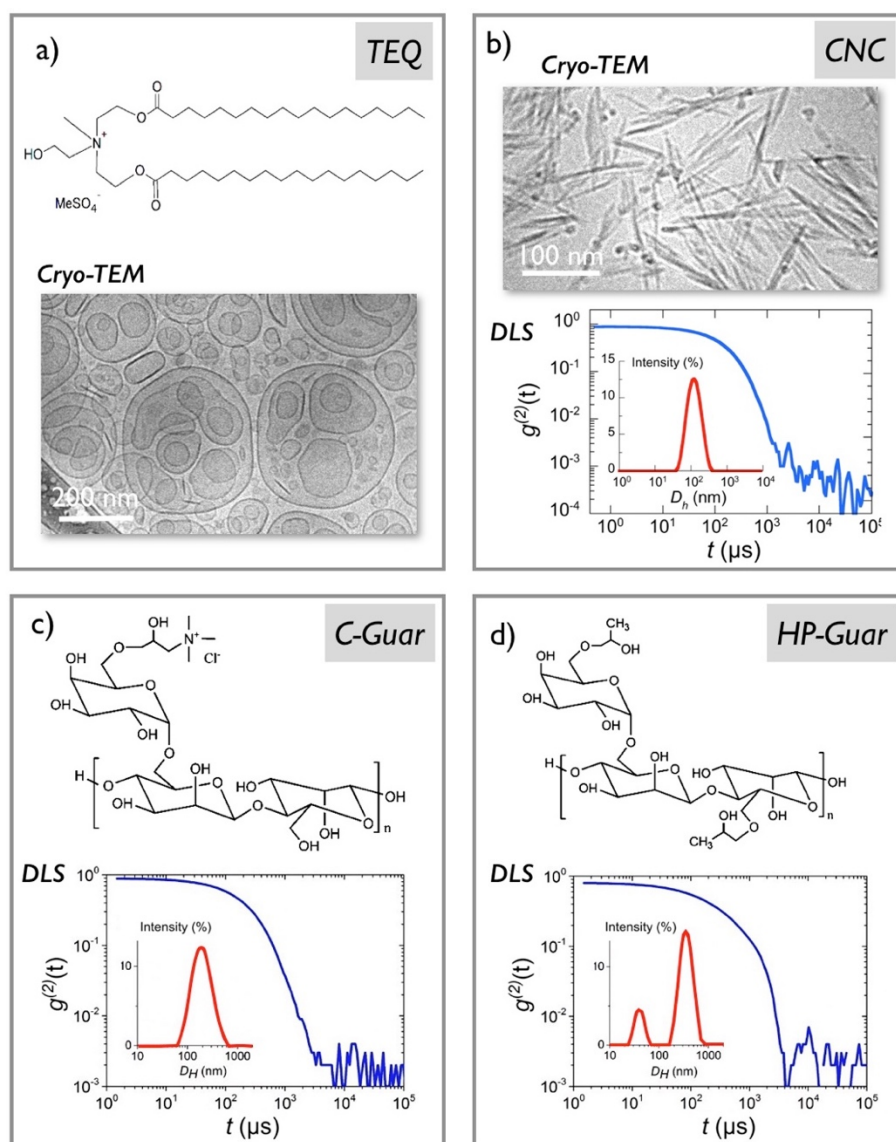 a)
TEQ
O
O
N+
HO
O
O
MeSO4-
Cryo-TEM
200 nm
b)
CNC
Cryo-TEM
100 nm
DLS
10^0
10^-1
10^-2
10^-3
10^-4
g^(2)(t)
Intensity (%)
15
10
5
0
10^0 10^1 10^2 10^3 10^4
D_h (nm)
10^0 10^1 10^2 10^3 10^4 10^5
t (µs)
c)
C-Guar
OH
O
N+
Cl-
OH
O
OH
OH
O
H
O
OH
O
OH
O
HO
OH
O
OH
OH
n
DLS
10^0
10^-1
10^-2
10^-3
g^(2)(t)
Intensity (%)
10
0
10 100 1000
D_H (nm)
10^0 10^1 10^2 10^3 10^4 10^5
t (µs)
d)
HP-Guar
CH3
O
OH
OH
O
OH
OH
O
H
O
OH
O
OH
O
HO
OH
O
OH
OH
CH3
O
n
DLS
10^0
10^-1
10^-2
10^-3
g^(2)(t)
Intensity (%)
10
5
0
10 100 1000
D_H (nm)
10^0 10^1 10^2 10^3 10^4 10^5
t (µs)